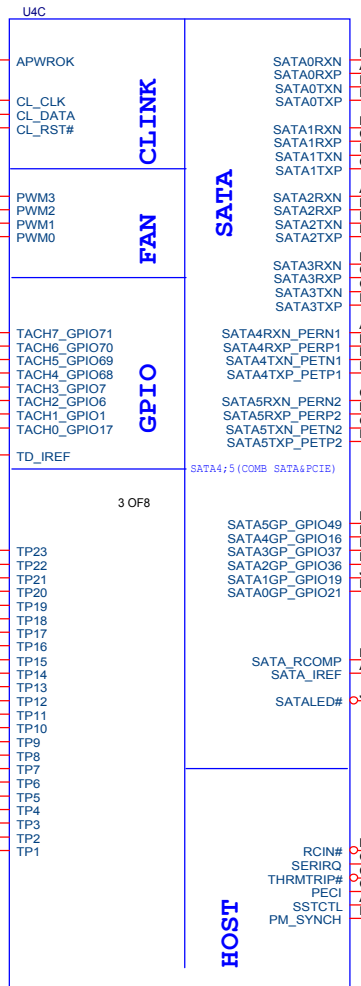 U4C
APWROK
CL_CLK
CL_DATA
CL_RST#
CLINK
PWM3
PWM2
PWM1
PWM0
FAN
TACH7_GPIO71
TACH6_GPIO70
TACH5_GPIO69
TACH4_GPIO68
TACH3_GPIO7
TACH2_GPIO6
TACH1_GPIO1
TACH0_GPIO17
GPIO
TD_IREF
3 OF8
TP23
TP22
TP21
TP20
TP19
TP18
TP17
TP16
TP15
TP14
TP13
TP12
TP11
TP10
TP9
TP8
TP7
TP6
TP5
TP4
TP3
TP2
TP1
SATA0RXN
SATA0RXP
SATA0TXN
SATA0TXP
SATA1RXN
SATA1RXP
SATA1TXN
SATA1TXP
SATA
SATA2RXN
SATA2RXP
SATA2TXN
SATA2TXP
SATA3RXN
SATA3RXP
SATA3TXN
SATA3TXP
SATA4RXN_PERN1
SATA4RXP_PERP1
SATA4TXN_PETN1
SATA4TXP_PETP1
SATA5RXN_PERN2
SATA5RXP_PERP2
SATA5TXN_PETN2
SATA5TXP_PETP2
SATA4;5(COMB SATA&PCIE)
SATA5GP_GPIO49
SATA4GP_GPIO16
SATA3GP_GPIO37
SATA2GP_GPIO36
SATA1GP_GPIO19
SATA0GP_GPIO21
SATA_RCOMP
SATA_IREF
SATALED#
RCIN#
SERIRQ
THRMTRIP#
PECI
SSTCTL
PM_SYNCH
HOST